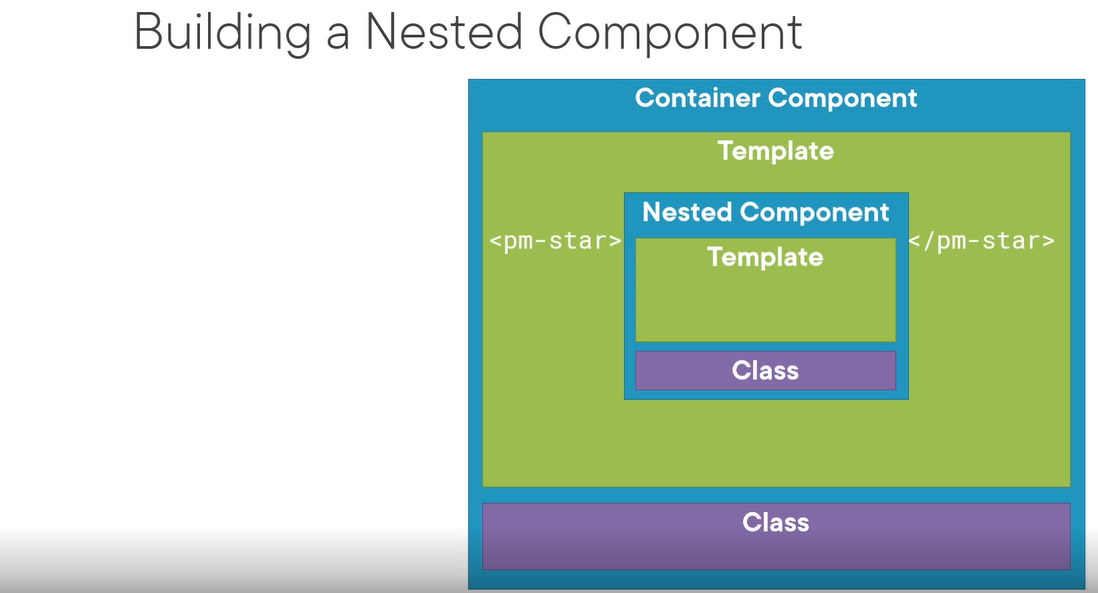 Building a Nested Component
Container Component
Template
Nested Component
<pm-star>
</pm-star>
Template
Class
Class